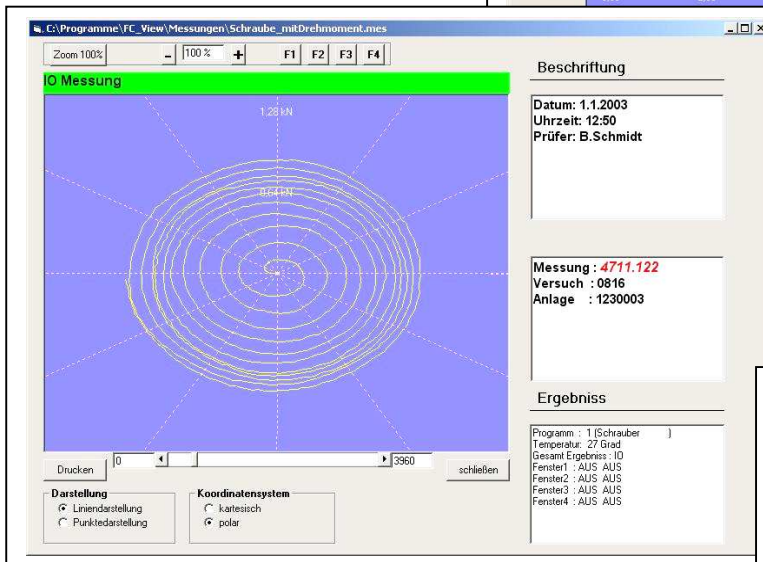 C:\Programme\FC_View\Messungen\Schraube_mitDrehmoment.mes
Zoom 100% - 100 % + F1 F2 F3 F4
IO Messung
1.28 kN
0.64 kN
Beschriftung
Datum: 1.1.2003
Uhrzeit: 12:50
Prüfer: B.Schmidt
Messung : 4711.122
Versuch : 0816
Anlage : 1230003
Ergebniss
Programm : 1 (Schrauber )
Temperatur: 27 Grad
Gesamt Ergebniss : IO
Fenster1 : AUS AUS
Fenster2 : AUS AUS
Fenster3 : AUS AUS
Fenster4 : AUS AUS
Drucken 0 3960 schließen
Darstellung
Liniendarstellung
Punktedarstellung
Koordinatensystem
kartesisch
polar